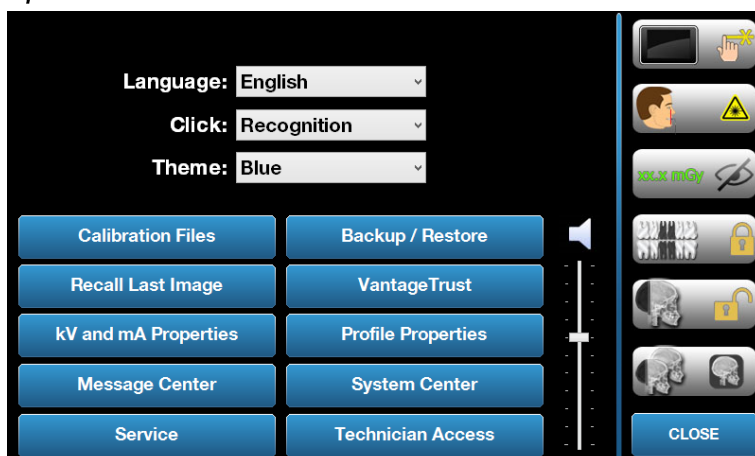 Language: English
Click: Recognition
Theme: Blue
Calibration Files
Backup / Restore
Recall Last Image
VantageTrust
kV and mA Properties
Profile Properties
Message Center
System Center
Service
Technician Access
xx.x mGy
CLOSE